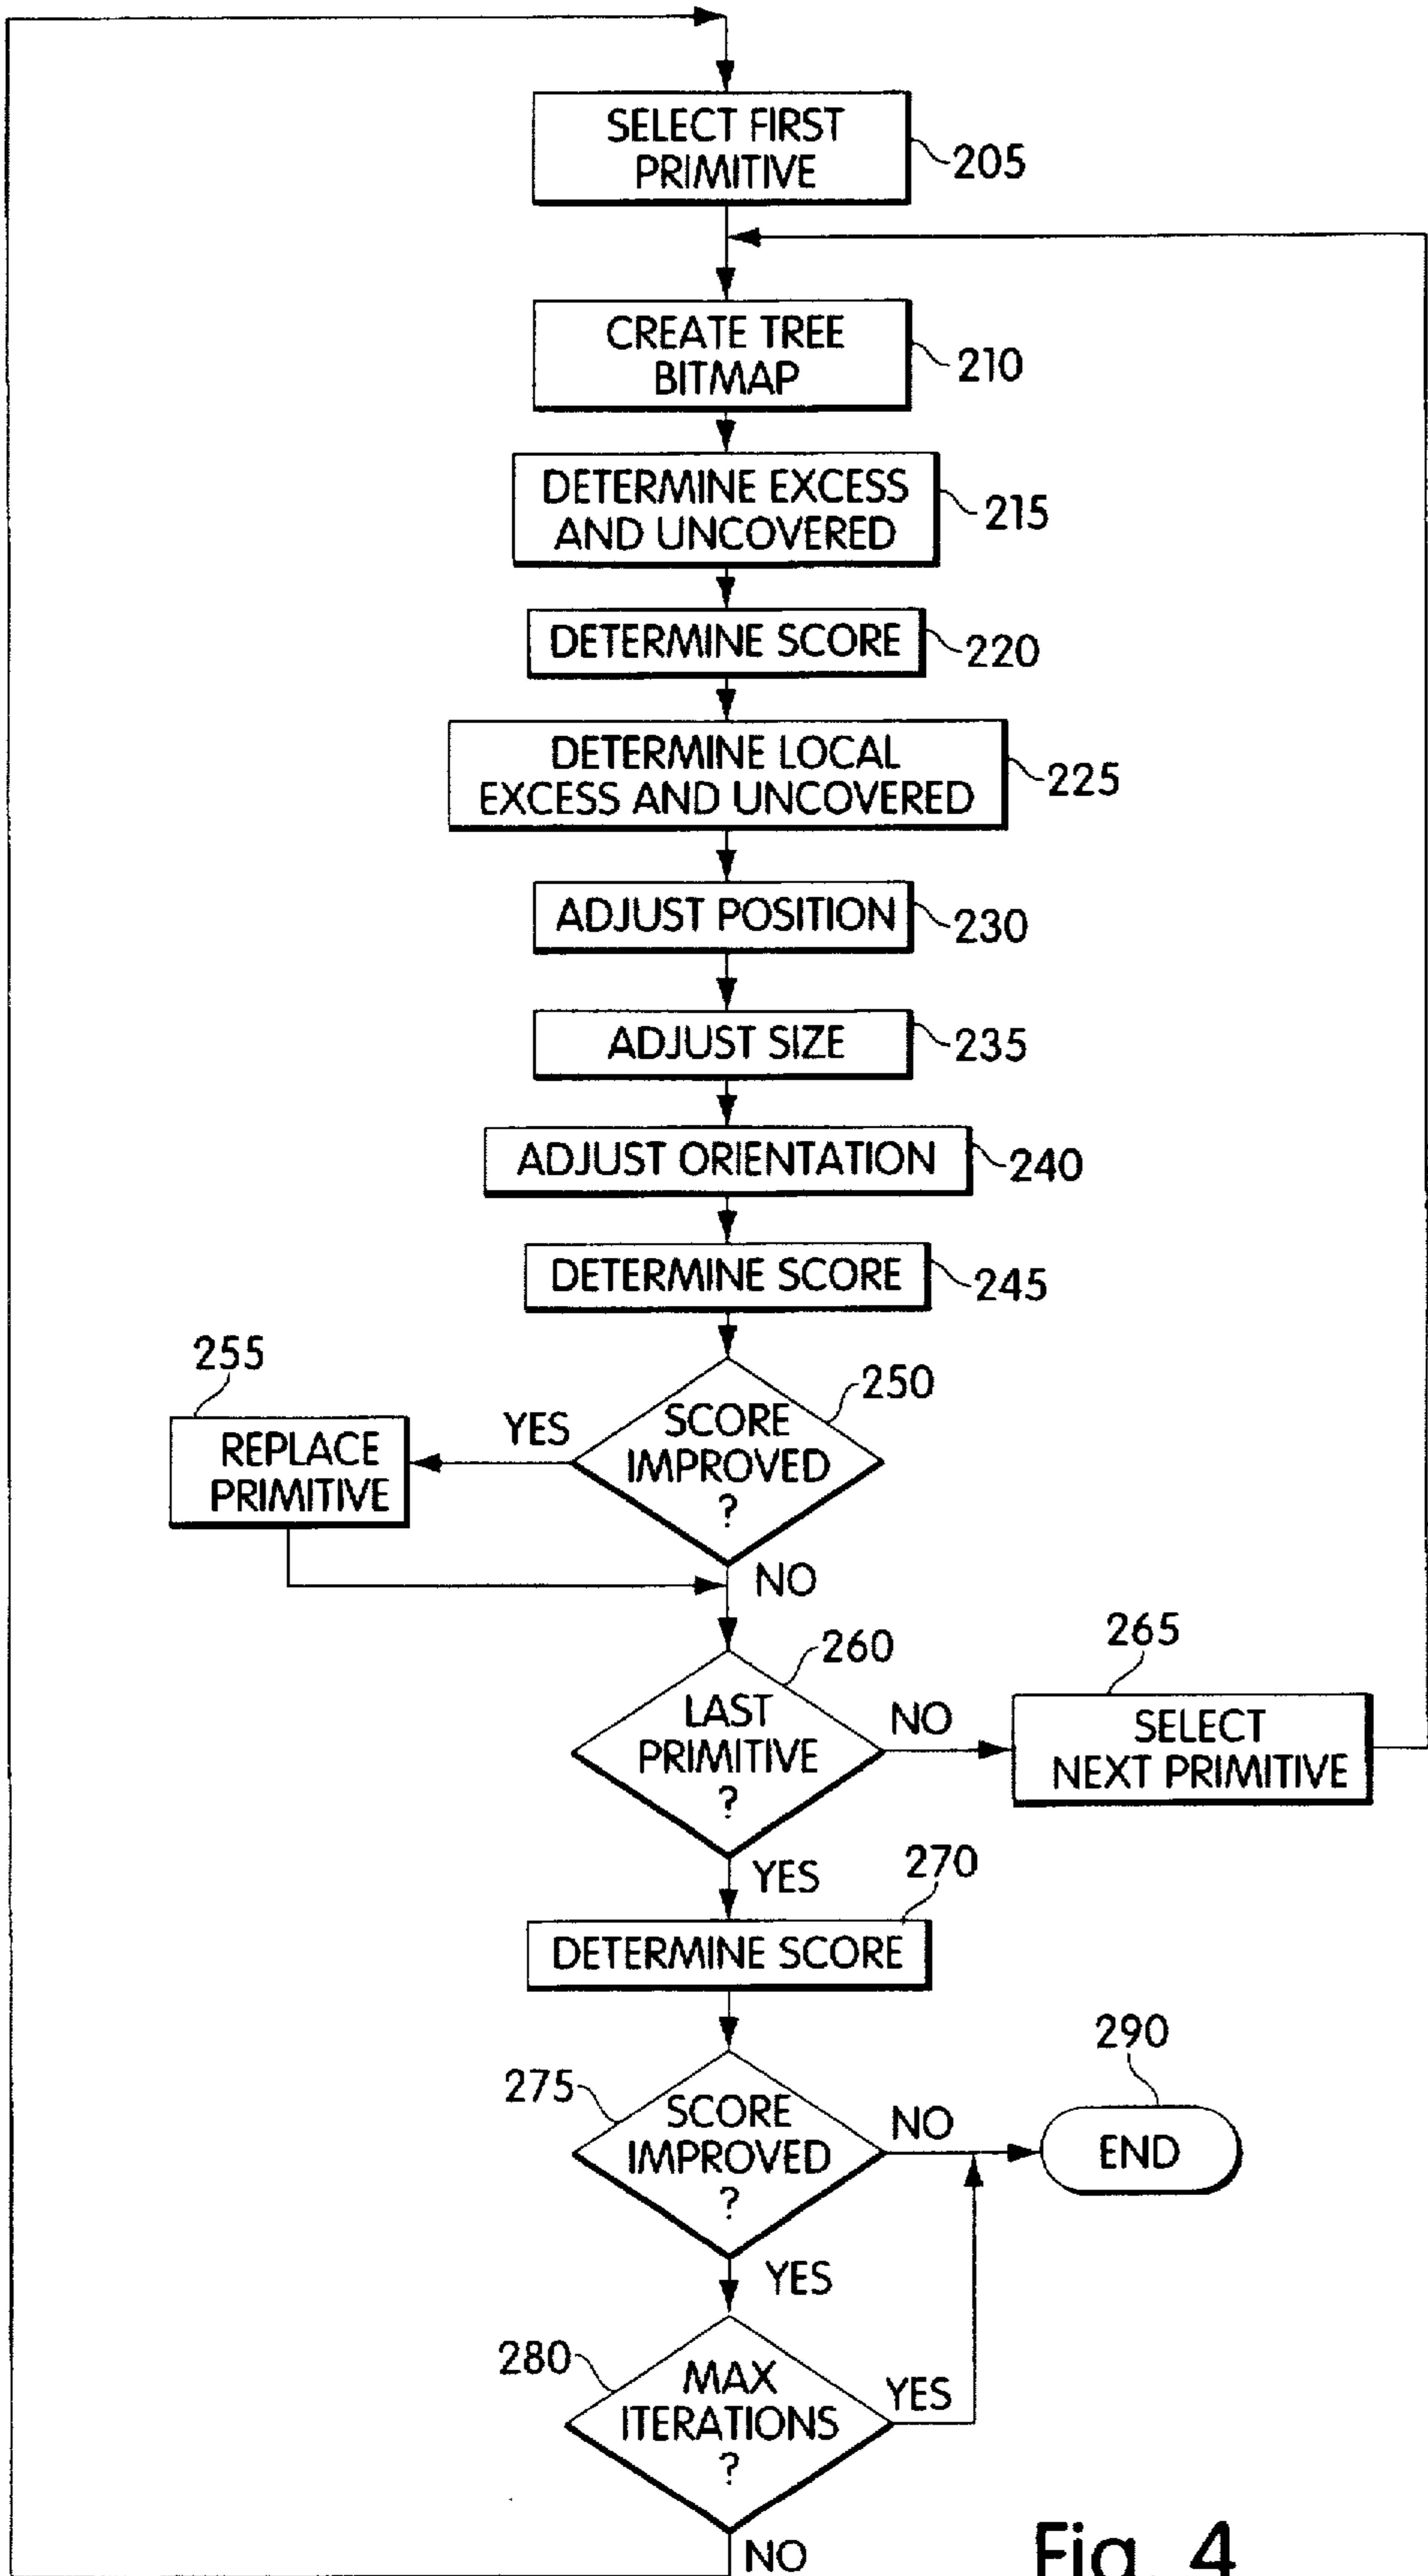 SELECT FIRST
PRIMITIVE
205
CREATE TREE
BITMAP
210
DETERMINE EXCESS
AND UNCOVERED
215
DETERMINE SCORE
220
DETERMINE LOCAL
EXCESS AND UNCOVERED
225
ADJUST POSITION
230
ADJUST SIZE
235
ADJUST ORIENTATION
240
DETERMINE SCORE
245
255
250
REPLACE
PRIMITIVE
YES
SCORE
IMPROVED
?
NO
260
265
LAST
PRIMITIVE
?
NO
SELECT
NEXT PRIMITIVE
YES
270
DETERMINE SCORE
290
275
SCORE
IMPROVED
?
NO
END
YES
280
MAX
ITERATIONS
?
YES
NO
Fig. 4